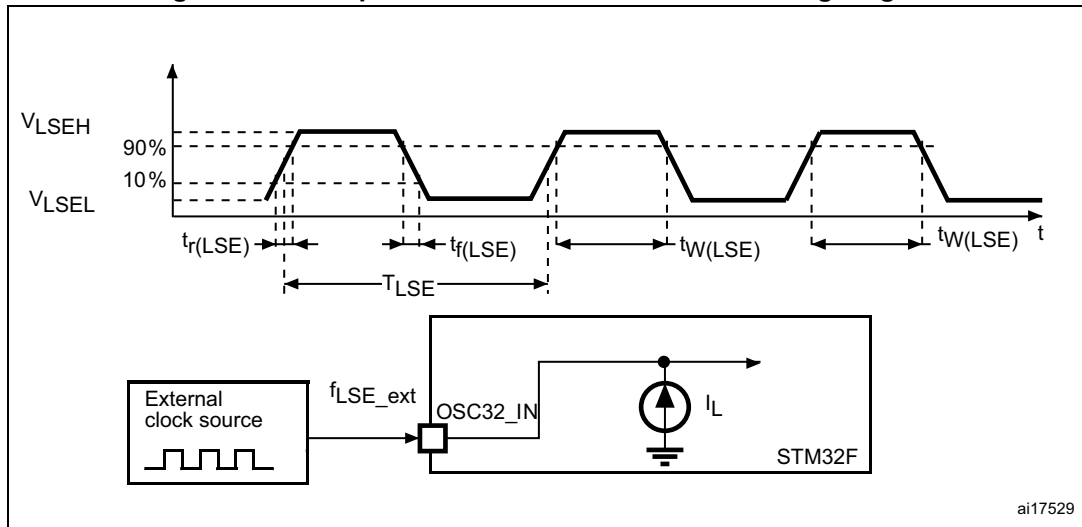 VLSEH
90%
10%
VLSEL
tr(LSE)
tf(LSE)
tW(LSE)
tW(LSE)
t
TLSE
External
clock source
fLSE_ext
OSC32_IN
IL
STM32F
ai17529